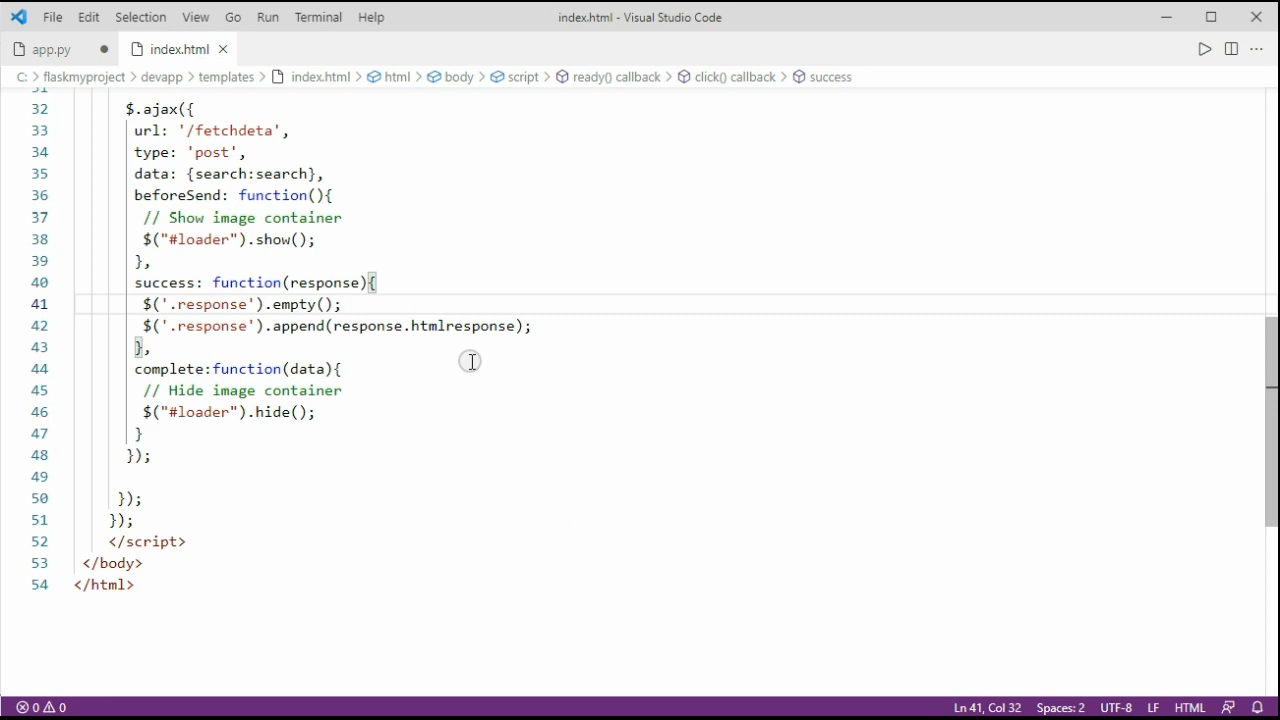 File Edit Selection View Go Run Terminal Help index.html - Visual Studio Code
app.py index.html
C: > flaskmyproject > devapp > templates > index.html > html > body > script > ready() callback > click() callback > success
31
32 $.ajax({
33 url: '/fetchdeta',
34 type: 'post',
35 data: {search:search},
36 beforeSend: function(){
37 // Show image container
38 $("#loader").show();
39 },
40 success: function(response){
41 $('.response').empty();
42 $('.response').append(response.htmlresponse);
43 },
44 complete:function(data){
45 // Hide image container
46 $("#loader").hide();
47 }
48 });
49
50 });
51 });
52 </script>
53 </body>
54 </html>
0 0 Ln 41, Col 32 Spaces: 2 UTF-8 LF HTML